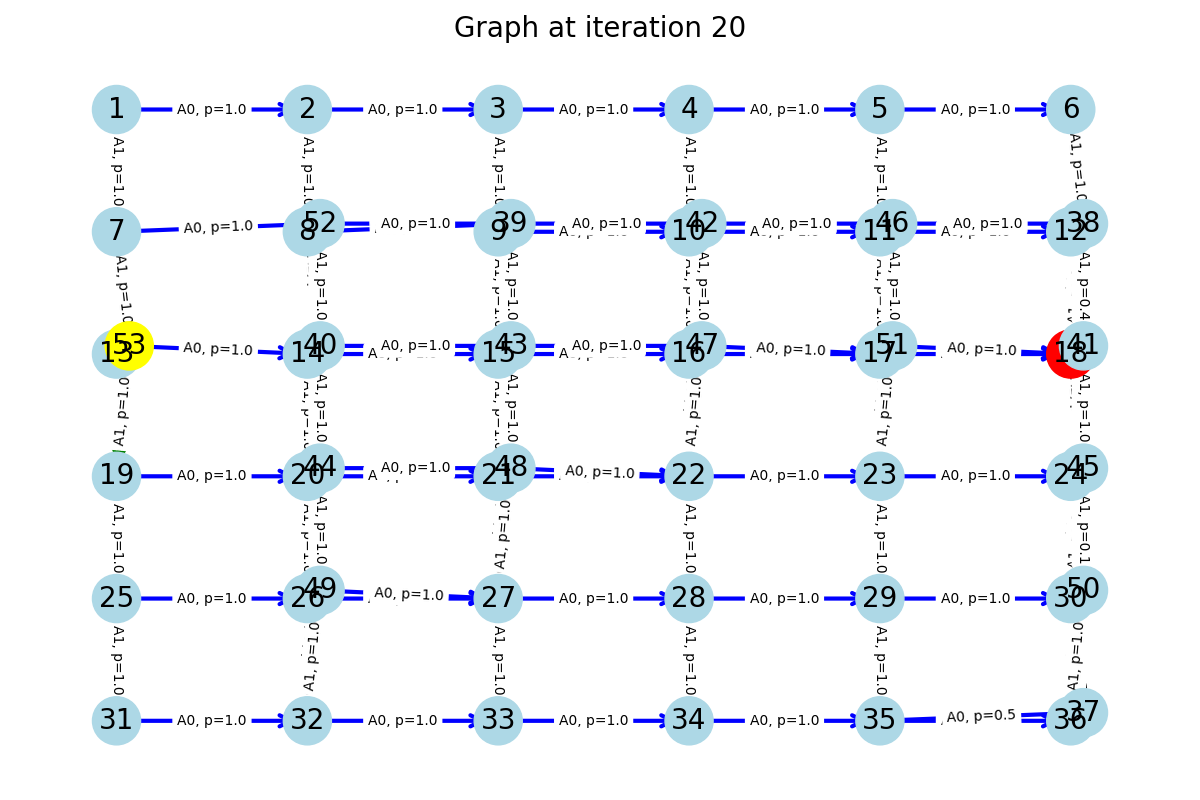 Graph at iteration 20
1 A0, p=1.0 2 A0, p=1.0 3 A0, p=1.0 4 A0, p=1.0 5 A0, p=1.0 6
A1, p=1.0 A1, p=1.0 A1, p=1.0 A1, p=1.0 A1, p=1.0 A1, p=1.0
52 A0, p=1.0 39 A0, p=1.0 42 A0, p=1.0 46 A0, p=1.0 38
7 A0, p=1.0 8 9 10 11 12
A1, p=1.0 A1, p=1.0 A1, p=1.0 A1, p=1.0 A1, p=1.0 A1, p=0.4
53 40 A0, p=1.0 43 A0, p=1.0 47 51 41
13 A0, p=1.0 14 15 16 A0, p=1.0 17 A0, p=1.0 18
A1, p=1.0 A1, p=1.0 A1, p=1.0 A1, p=1.0 A1, p=1.0 A1, p=1.0
44 A0, p=1.0 48 A0, p=1.0 45
19 A0, p=1.0 20 21 22 A0, p=1.0 23 A0, p=1.0 24
A1, p=1.0 A1, p=1.0 A1, p=1.0 A1, p=1.0 A1, p=1.0 A1, p=0.1
49 A0, p=1.0 50
25 A0, p=1.0 26 27 A0, p=1.0 28 A0, p=1.0 29 A0, p=1.0 30
A1, p=1.0 A1, p=1.0 A1, p=1.0 A1, p=1.0 A1, p=1.0 A1, p=1.0
37
31 A0, p=1.0 32 A0, p=1.0 33 A0, p=1.0 34 A0, p=1.0 35 A0, p=0.5 36